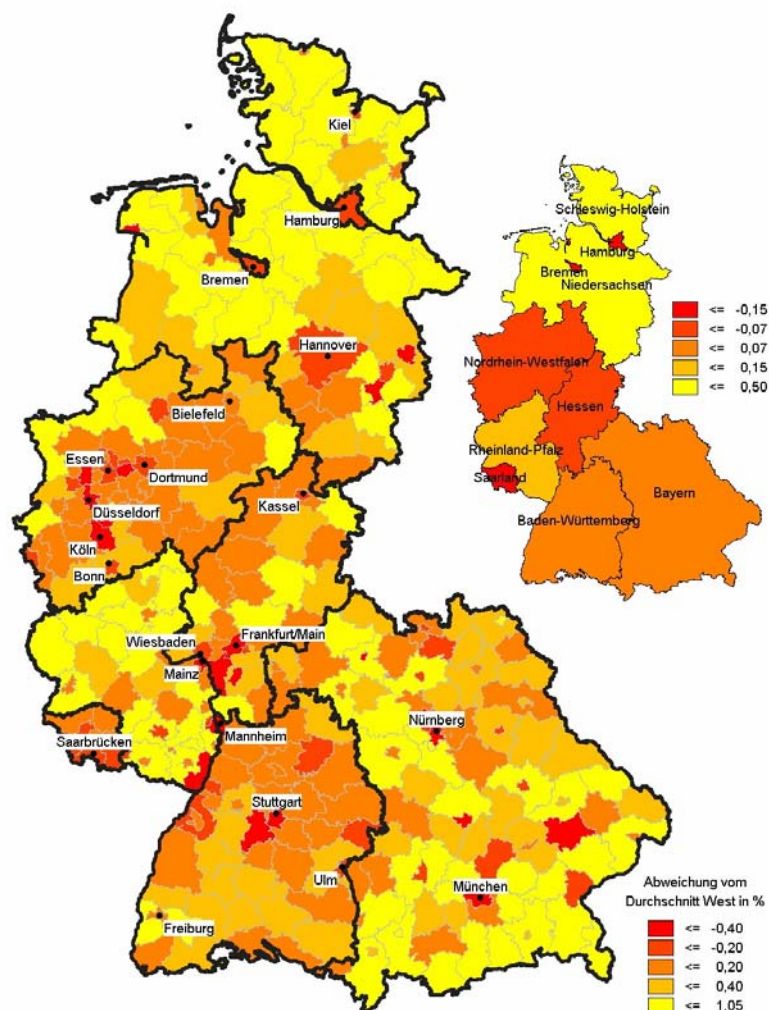 Kiel
Hamburg
Bremen
Hannover
Bielefeld
Essen
Dortmund
Düsseldorf
Kassel
Köln
Bonn
Wiesbaden
Frankfurt/Main
Mainz
Nürnberg
Saarbrücken
Mannheim
Stuttgart
Ulm
München
Freiburg
Schleswig-Holstein
Hamburg
Bremen
Niedersachsen
Nordrhein-Westfalen
Hessen
Rheinland-Pfalz
Saarland
Bayern
Baden-Württemberg
<= -0,15
<= -0,07
<= 0,07
<= 0,15
<= 0,50
Abweichung vom
Durchschnitt West in %
<= -0,40
<= -0,20
<= 0,20
<= 0,40
<= 1,05